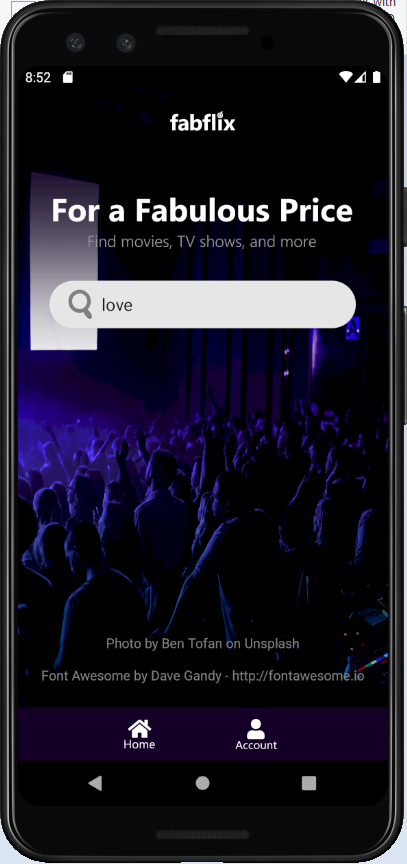 with
8:52
fabflix
For a Fabulous Price
Find movies, TV shows, and more
love
Photo by Ben Tofan on Unsplash
Font Awesome by Dave Gandy - http://fontawesome.io
Home
Account